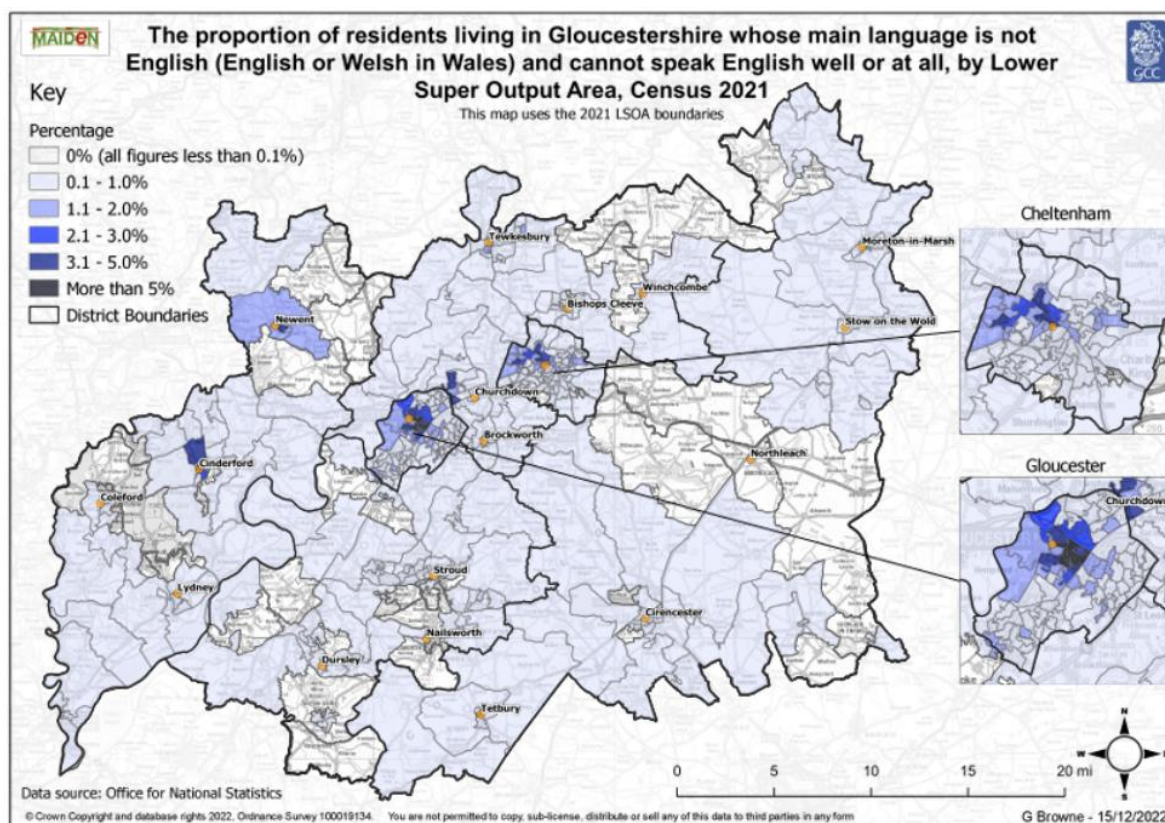 MAIDEN
The proportion of residents living in Gloucestershire whose main language is not
English (English or Welsh in Wales) and cannot speak English well or at all, by Lower
Super Output Area, Census 2021
This map uses the 2021 LSOA boundaries
GCC
Key
Percentage
0% (all figures less than 0.1%)
0.1 - 1.0%
1.1 - 2.0%
2.1 - 3.0%
3.1 - 5.0%
More than 5%
District Boundaries
Tewkesbury
Moreton-in-Marsh
Winchcombe
Bishops Cleeve
Newent
Stow on the Wold
Churchdown
Brockworth
Northleach
Cinderford
Coleford
Lydney
Stroud
Cirencester
Nailsworth
Dursley
Tetbury
Cheltenham
Gloucester
Churchdown
N
W
E
S
0 5 10 15 20 mi
Data source: Office for National Statistics
© Crown Copyright and database rights 2022, Ordnance Survey 100019134. You are not permitted to copy, sub-license, distribute or sell any of this data to third parties in any form
G Browne - 15/12/2022